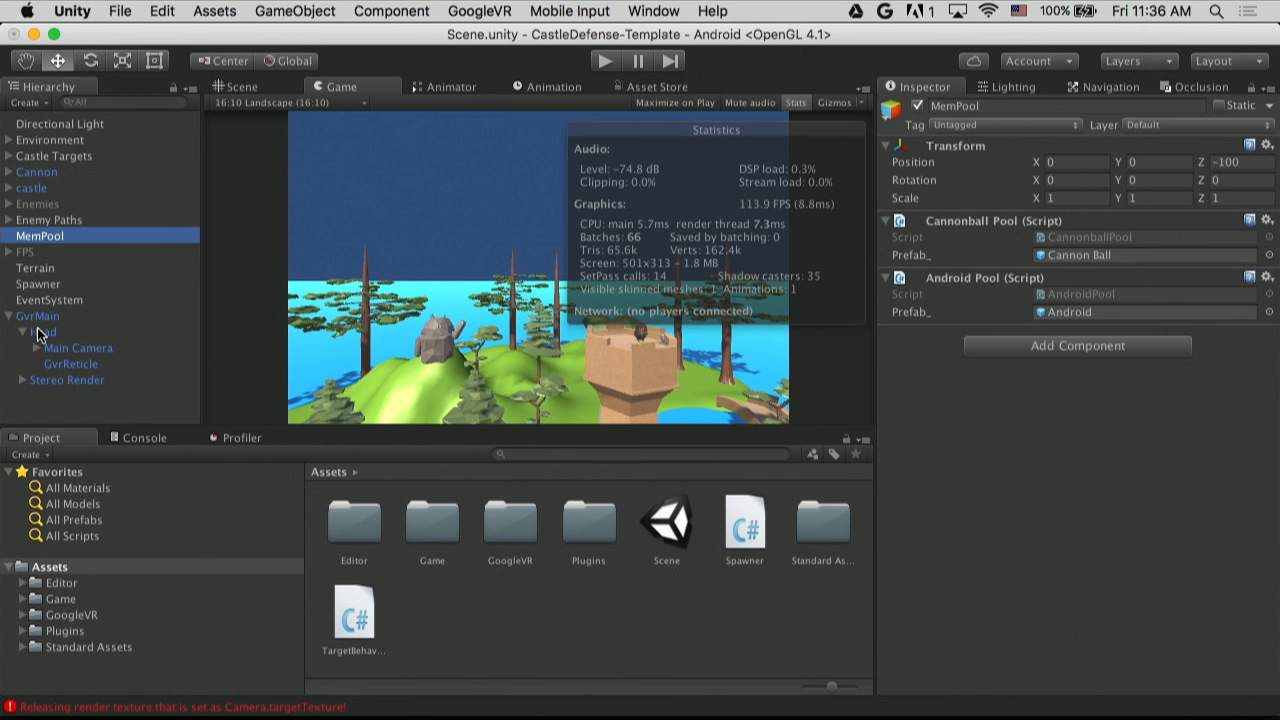 Unity File Edit Assets GameObject Component GoogleVR Mobile Input Window Help 1 100% Fri 11:36 AM
Scene.unity - CastleDefense-Template - Android <OpenGL 4.1>
Center Global Account Layers Layout
Hierarchy Scene Game Animator Animation Asset Store Inspector Lighting Navigation Occlusion
Create All 16:10 Landscape (16:10) Maximize on Play Mute audio Stats Gizmos MemPool Static
Tag Untagged Layer Default
Directional Light
Environment
Castle Targets
Cannon
castle
Enemies
Enemy Paths
MemPool
FPS
Terrain
Spawner
EventSystem
GvrMain
Main Camera
GvrReticle
Stereo Render
Statistics
Audio:
Level: -74.8 dB DSP load: 0.3%
Clipping: 0.0% Stream load: 0.0%
Graphics: 113.9 FPS (8.8ms)
CPU: main 5.7ms render thread 7.3ms
Batches: 66 Saved by batching: 0
Tris: 65.6k Verts: 162.4k
Screen: 501x313 - 1.8 MB
SetPass calls: 14 Shadow casters: 35
Visible skinned meshes: 1 Animations: 1
Network: (no players connected)
Transform
Position X 0 Y 0 Z -100
Rotation X 0 Y 0 Z 0
Scale X 1 Y 1 Z 1
Cannonball Pool (Script)
Script CannonballPool
Prefab_ Cannon Ball
Android Pool (Script)
Script AndroidPool
Prefab_ Android
Add Component
Project Console Profiler
Create
Favorites
All Materials
All Models
All Prefabs
All Scripts
Assets
Editor
Game
GoogleVR
Plugins
Standard Assets
Assets
C#
Editor Game GoogleVR Plugins Scene Spawner Standard As...
C#
TargetBehav...
Releasing render texture that is set as Camera.targetTexture!